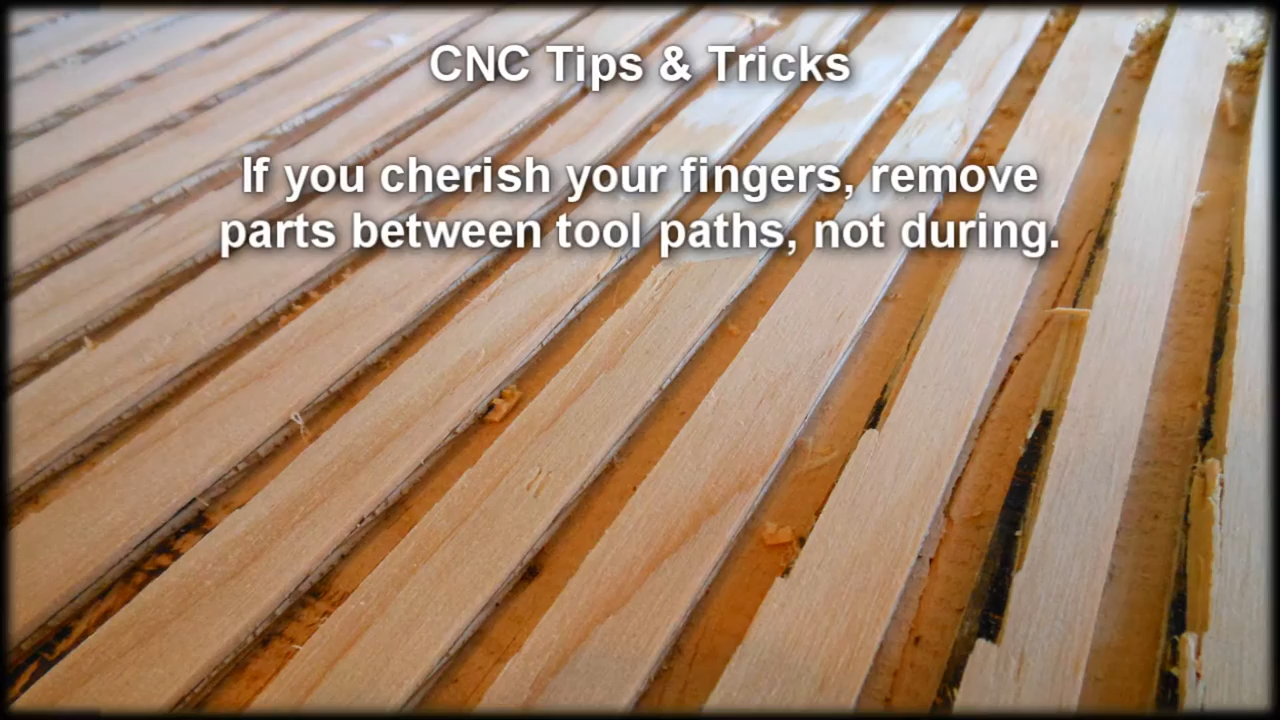 CNC Tips & Tricks
If you cherish your fingers, remove
parts between tool paths, not during.